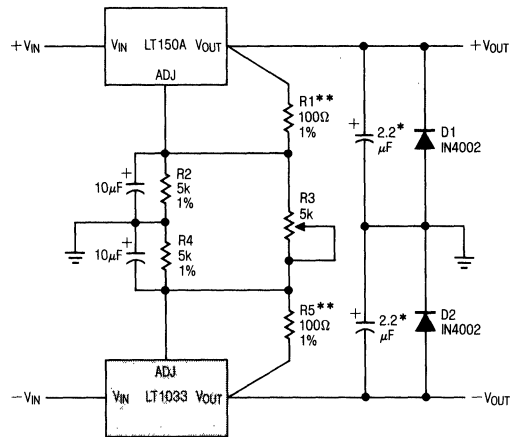 +VIN
VIN LT150A VOUT
ADJ
+VOUT
R1**
100Ω
1%
+ 2.2*
μF
D1
IN4002
+
10μF
R2
5k
1%
R3
5k
+
10μF
R4
5k
1%
R5**
100Ω
1%
+ 2.2*
μF
D2
IN4002
ADJ
-VIN
VIN LT1033 VOUT
-VOUT